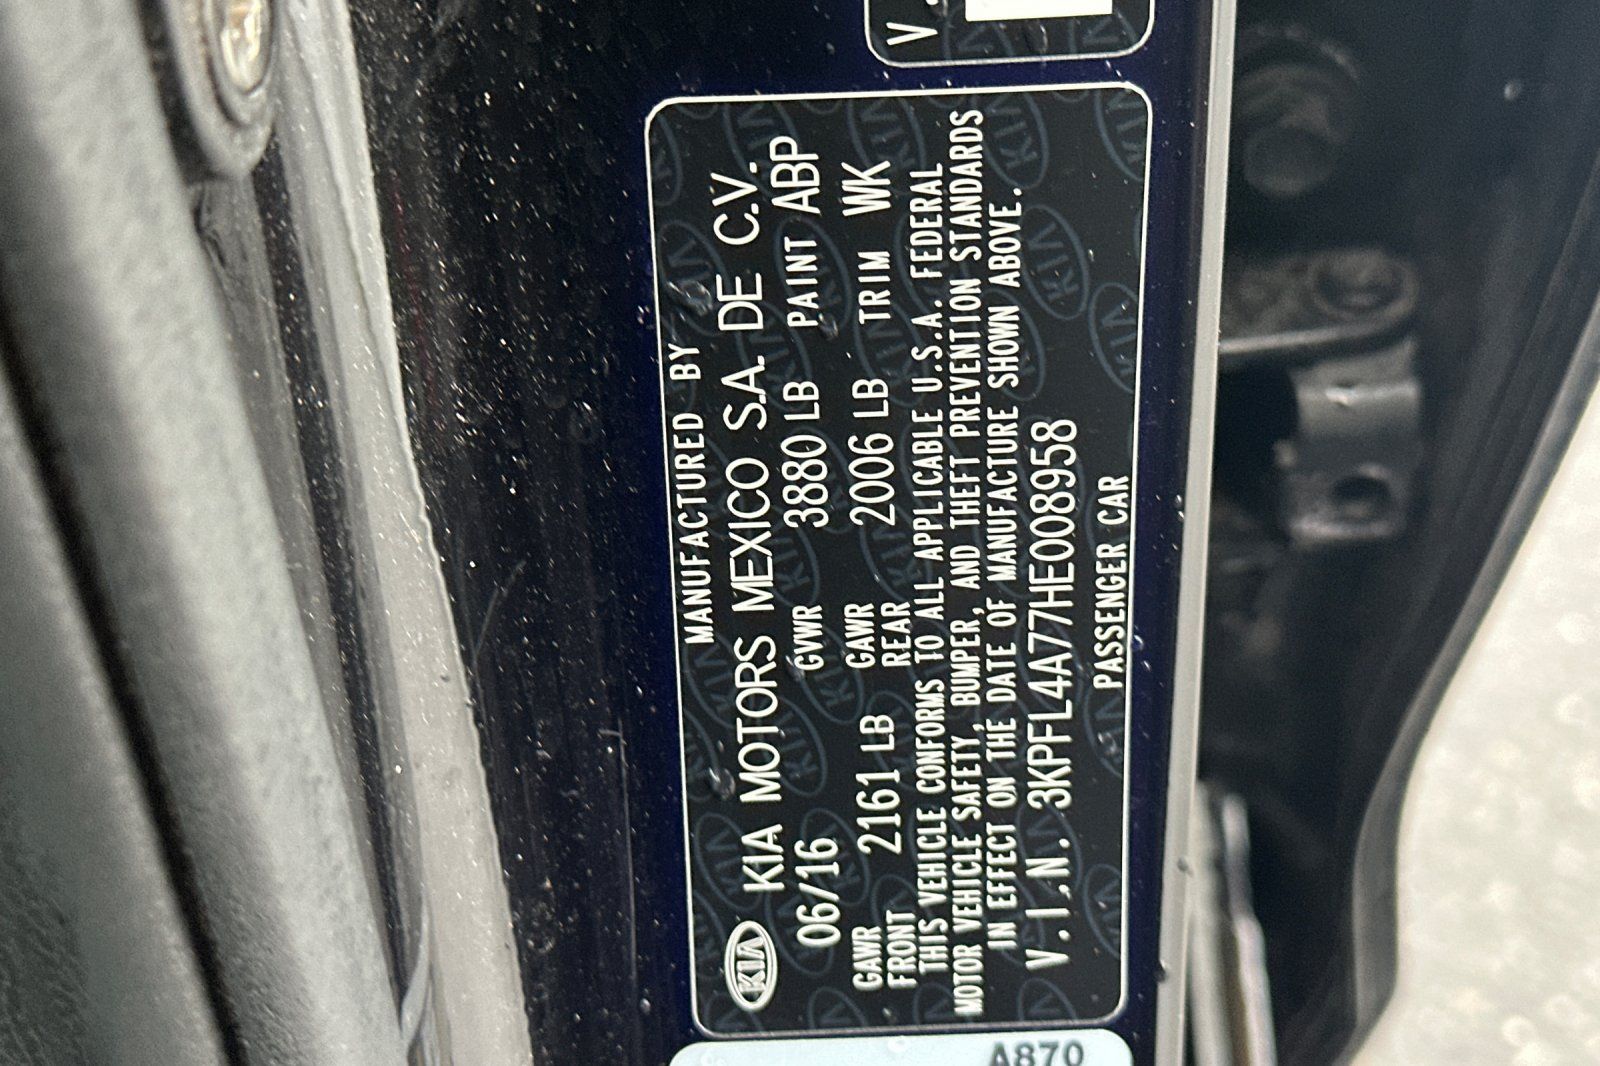 V.
MANUFACTURED BY
KIA KIA MOTORS MEXICO S.A. DE C.V.
06/16 GVWR 3880 LB PAINT ABP
GAWR FRONT 2161 LB GAWR REAR 2006 LB TRIM WK
THIS VEHICLE CONFORMS TO ALL APPLICABLE U.S.A. FEDERAL
MOTOR VEHICLE SAFETY, BUMPER, AND THEFT PREVENTION STANDARDS
IN EFFECT ON THE DATE OF MANUFACTURE SHOWN ABOVE.
V.I.N. 3KPFL4A77HE008958
PASSENGER CAR
A870